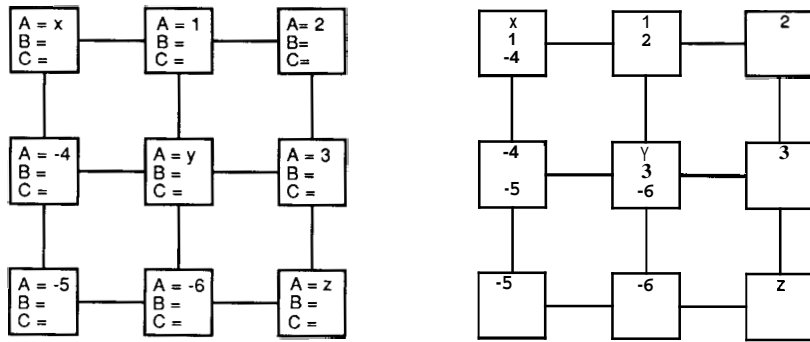 A = x
B =
C =
A = 1
B =
C =
A= 2
B=
C=
A = -4
B =
C =
A = y
B =
C =
A = 3
B =
C =
A = -5
B =
C =
A = -6
B =
C =
A = z
B =
C =
x
1
-4
1
2
2
-4
-5
Y
3
-6
3
-5
-6
z